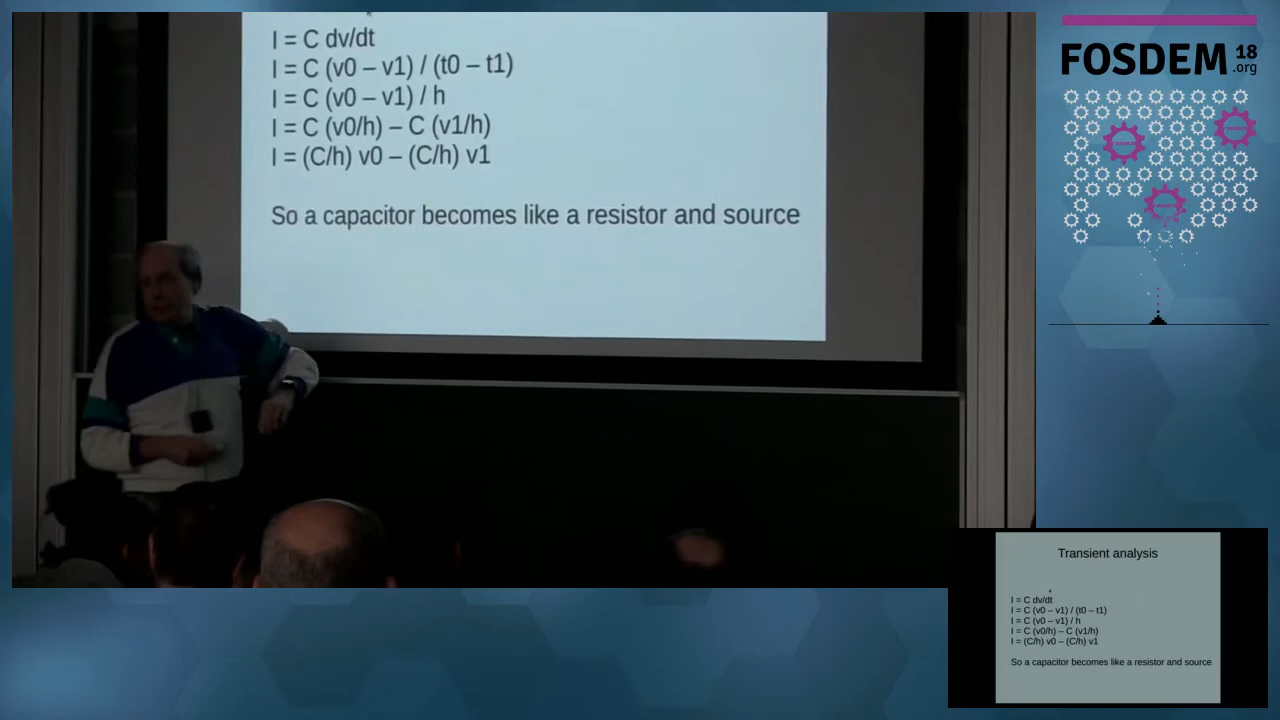 I = C dv/dt
I = C (v0 – v1) / (t0 – t1)
I = C (v0 – v1) / h
I = C (v0/h) – C (v1/h)
I = (C/h) v0 – (C/h) v1
So a capacitor becomes like a resistor and source
FOSDEM 18
.org
Transient analysis
I = C dv/dt
I = C (v0 – v1) / (t0 – t1)
I = C (v0 – v1) / h
I = C (v0/h) – C (v1/h)
I = (C/h) v0 – (C/h) v1
So a capacitor becomes like a resistor and source